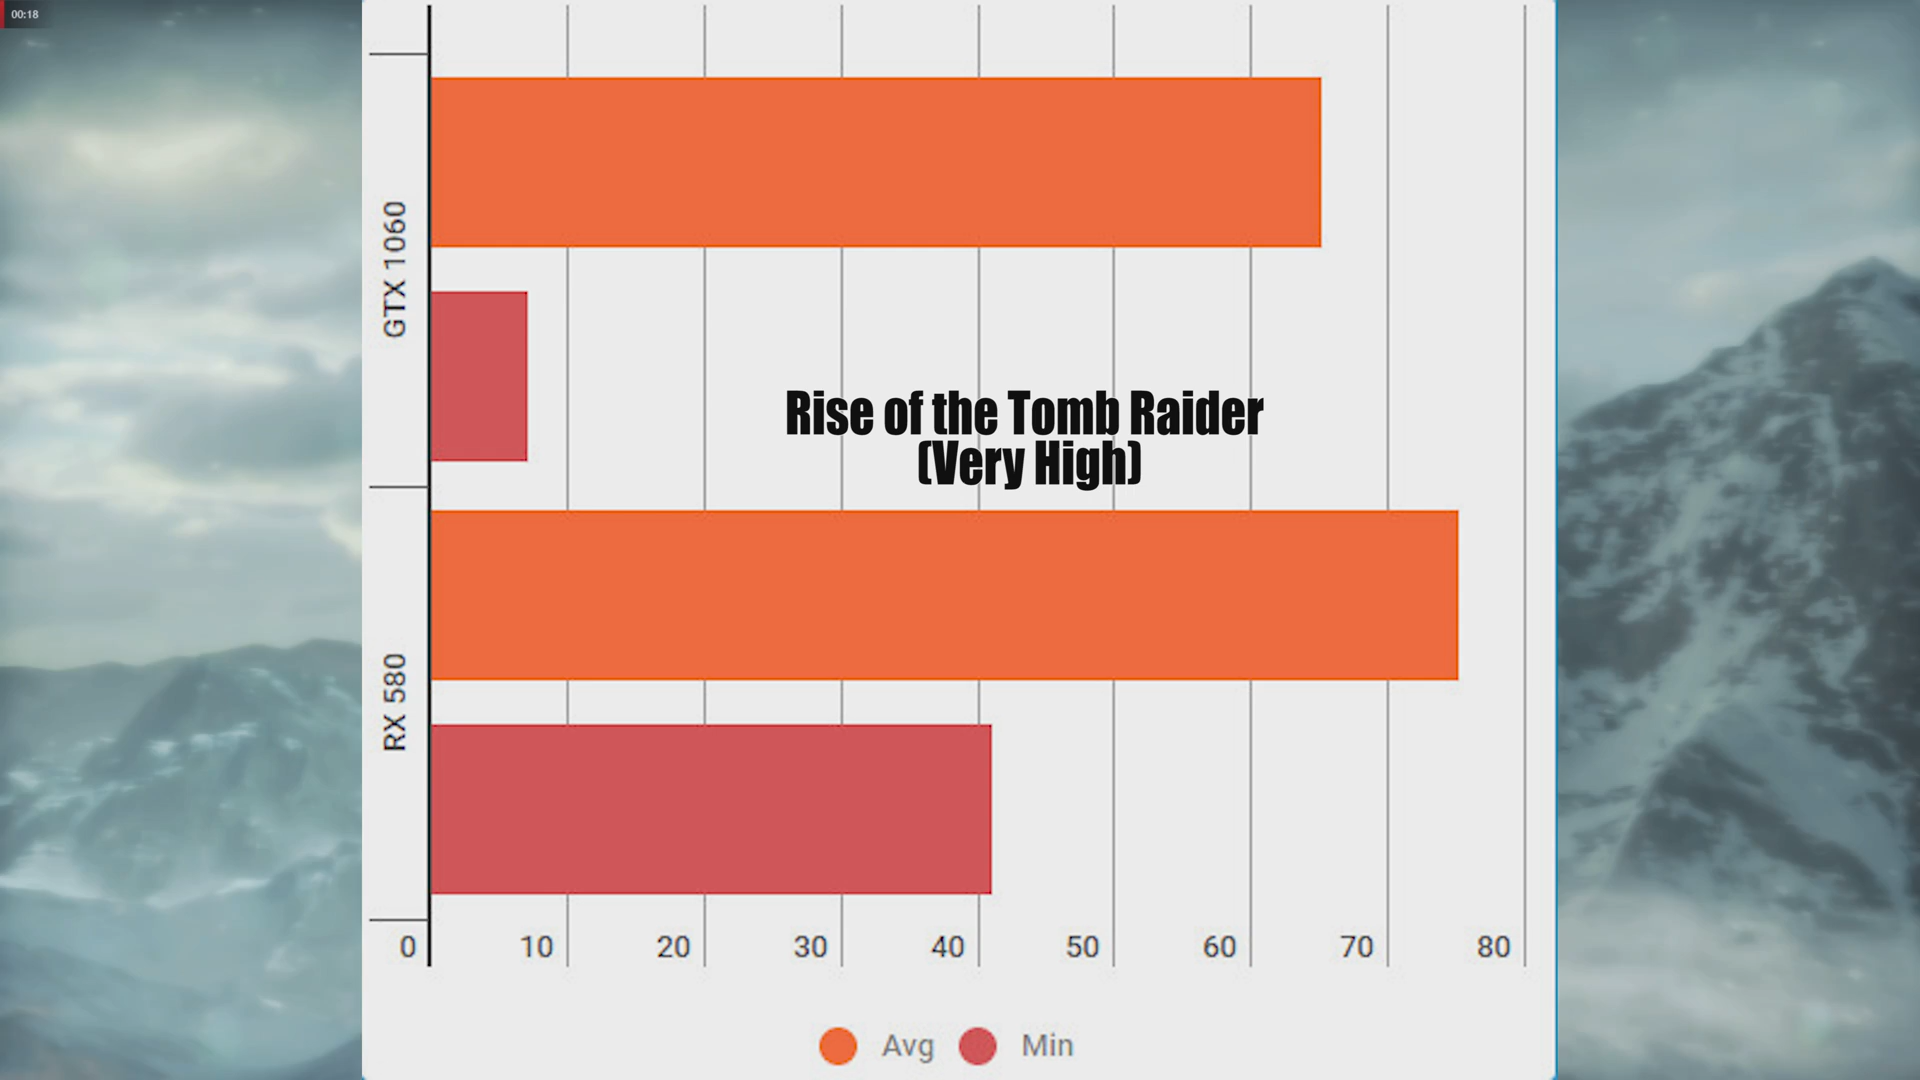 00:18
GTX 1060
Rise of the Tomb Raider
(Very High)
RX 580
0 10 20 30 40 50 60 70 80
Avg Min